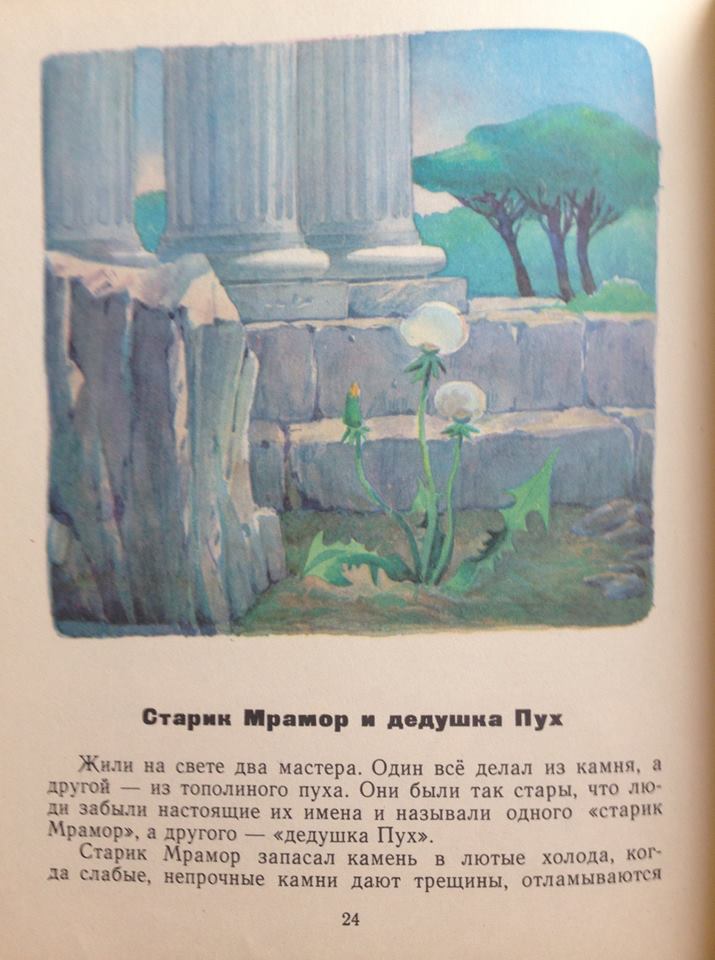 Старик Мрамор и дедушка Пух
Жили на свете два мастера. Один всё делал из камня, а
другой — из тополиного пуха. Они были так стары, что лю-
ди забыли настоящие их имена и называли одного «старик
Мрамор», а другого — «дедушка Пух».
Старик Мрамор запасал камень в лютые холода, ког-
да слабые, непрочные камни дают трещины, отламываются
24